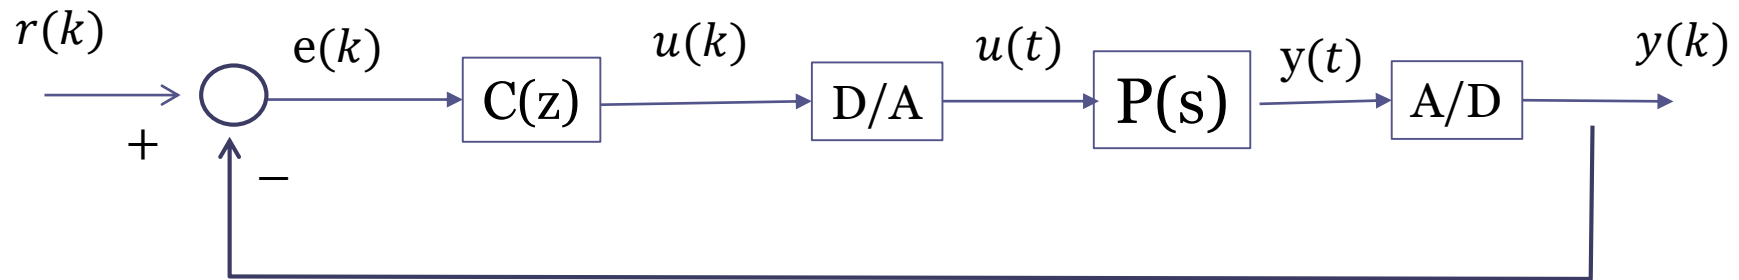 r(k)
e(k)
u(k)
u(t)
y(t)
y(k)
C(z)
D/A
P(s)
A/D
+
−